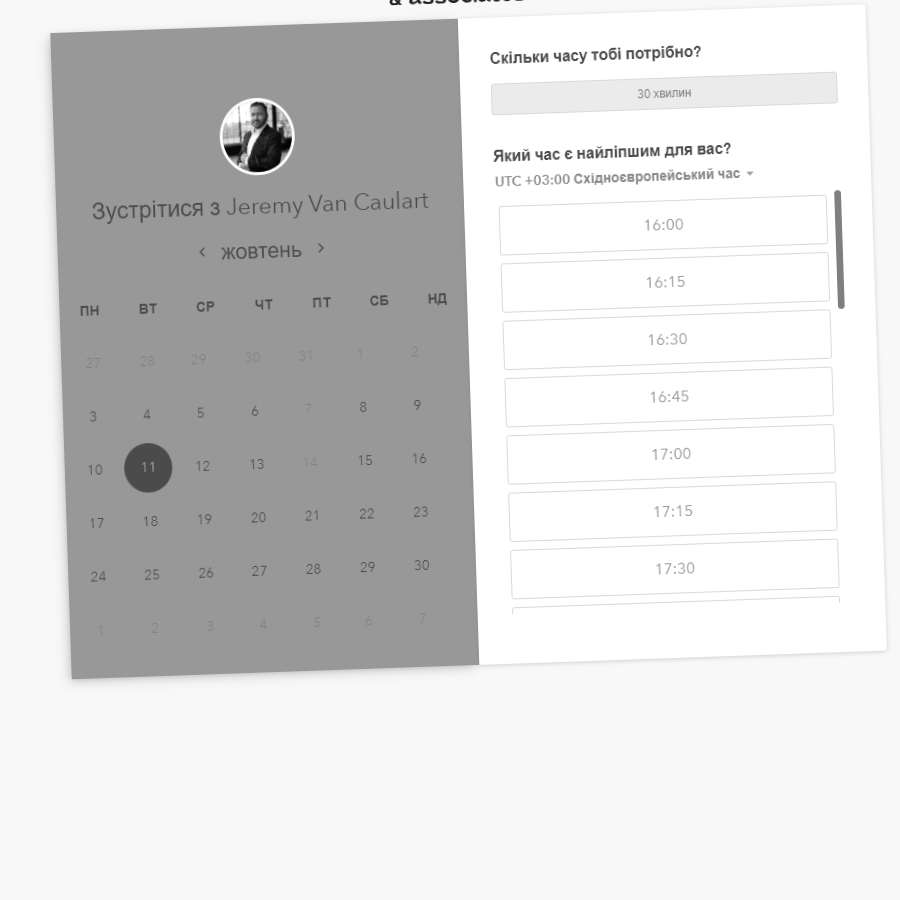 & associates
Зустрітися з Jeremy Van Caulart
жовтень
ПН ВТ СР ЧТ ПТ СБ НД
27 28 29 30 31 1 2
3 4 5 6 7 8 9
10 11 12 13 14 15 16
17 18 19 20 21 22 23
24 25 26 27 28 29 30
1 2 3 4 5 6 7
Скільки часу тобі потрібно?
30 хвилин
Який час є найліпшим для вас?
UTC +03:00 Східноєвропейський час
16:00
16:15
16:30
16:45
17:00
17:15
17:30